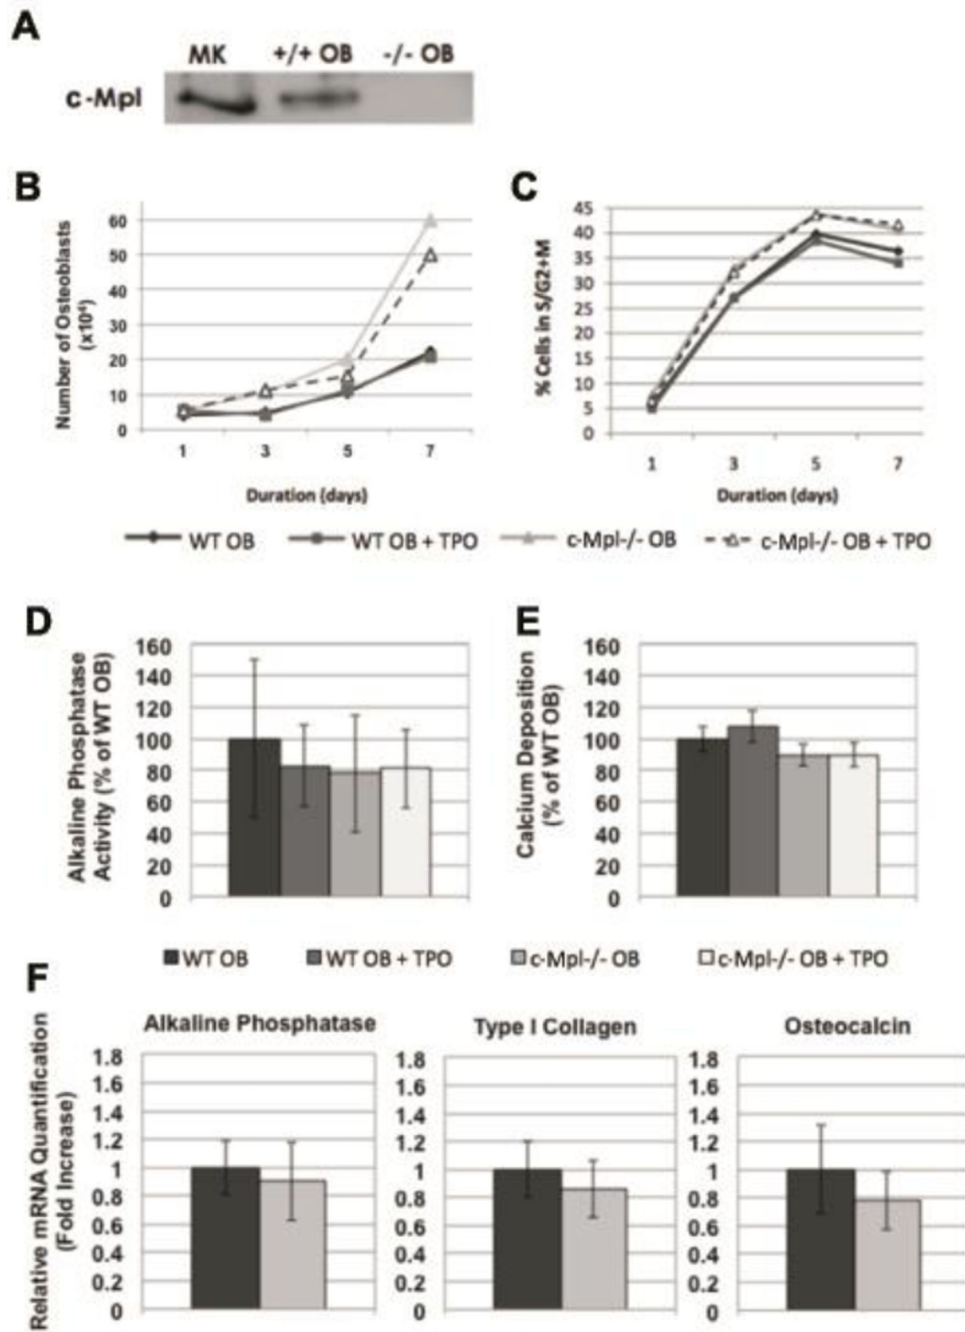 A
MK +/+ OB -/- OB
c-Mpl
B
Number of Osteoblasts
(x10⁴)
60
50
40
30
20
10
0
1 3 5 7
Duration (days)
C
% Cells in S/G2+M
45
40
35
30
25
20
15
10
5
0
1 3 5 7
Duration (days)
WT OB WT OB + TPO c-Mpl-/- OB c-Mpl-/- OB + TPO
D
Alkaline Phosphatase
Activity (% of WT OB)
160
140
120
100
80
60
40
20
0
E
Calcium Deposition
(% of WT OB)
160
140
120
100
80
60
40
20
0
WT OB WT OB + TPO c-Mpl-/- OB c-Mpl-/- OB + TPO
F
Relative mRNA Quantification
(Fold Increase)
Alkaline Phosphatase
1.8
1.6
1.4
1.2
1
0.8
0.6
0.4
0.2
0
Type I Collagen
1.8
1.6
1.4
1.2
1
0.8
0.6
0.4
0.2
0
Osteocalcin
1.8
1.6
1.4
1.2
1
0.8
0.6
0.4
0.2
0